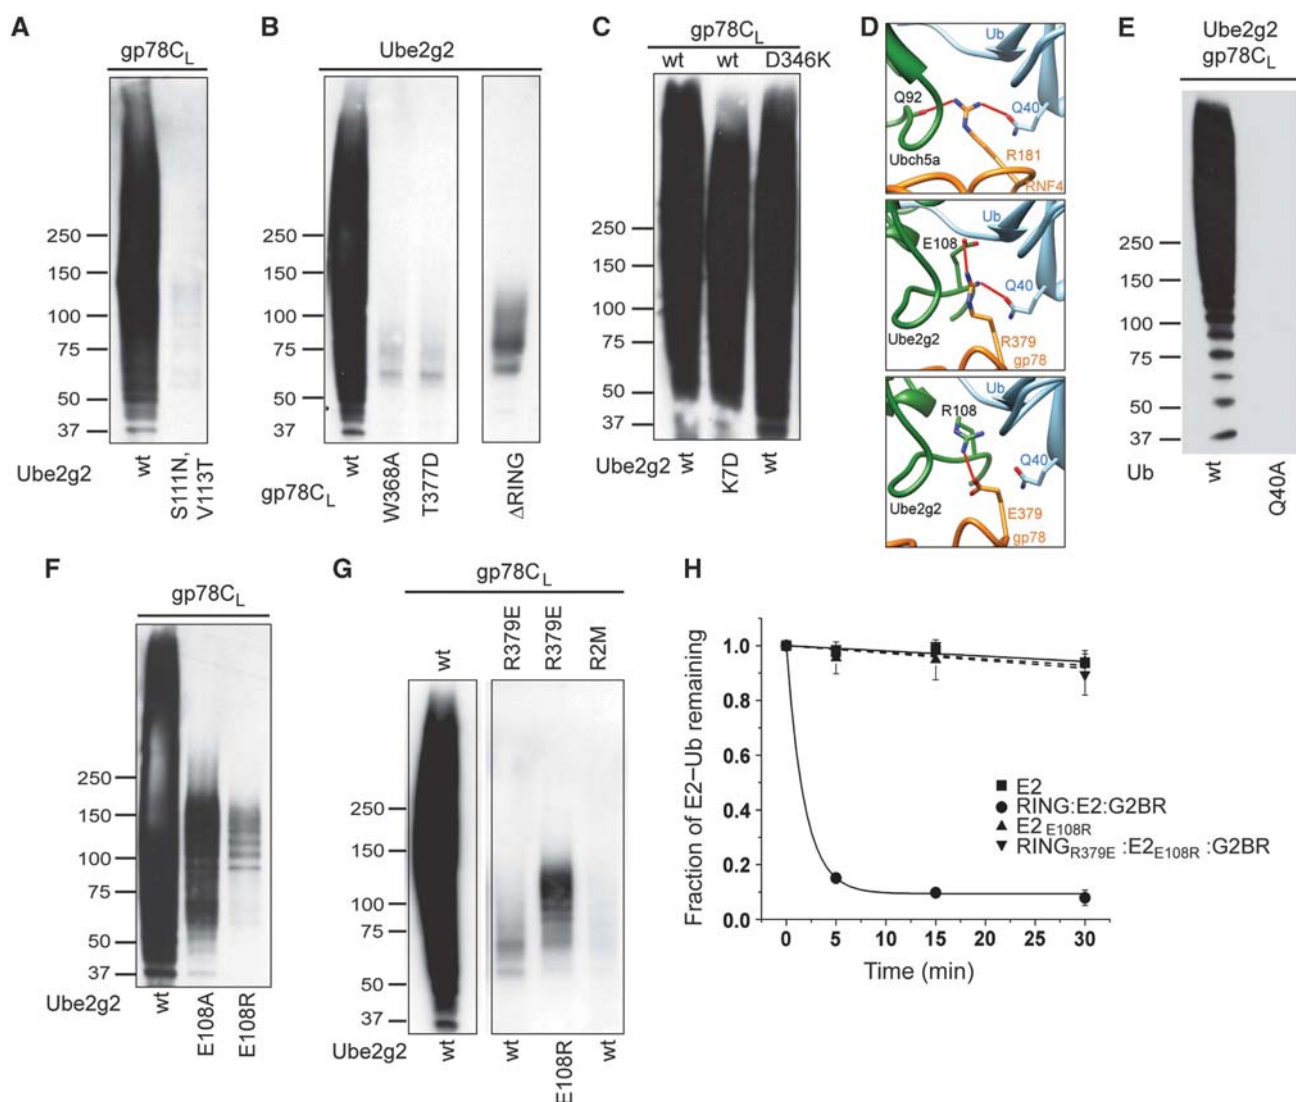 A
gp78CL
250
150
100
75
50
37
Ube2g2
wt
S111N,
V113T
B
Ube2g2
250
150
100
75
50
37
gp78CL
wt
W368A
T377D
ΔRING
C
gp78CL
wt wt D346K
250
150
100
75
50
37
Ube2g2
wt
K7D
wt
D
Ub
Q92
Q40
Ubch5a
R181
RNF4
Ub
E108
Q40
Ube2g2
R379
gp78
Ub
R108
Q40
Ube2g2
E379
gp78
E
Ube2g2
gp78CL
250
150
100
75
50
37
Ub
wt
Q40A
F
gp78CL
250
150
100
75
50
37
Ube2g2
wt
E108A
E108R
G
gp78CL
wt
R379E
R379E
R2M
250
150
100
75
50
37
Ube2g2
wt
wt
E108R
wt
H
Fraction of E2–Ub remaining
1.0
0.8
0.6
0.4
0.2
0.0
0 5 10 15 20 25 30
Time (min)
E2
RING:E2:G2BR
E2E108R
RINGR379E :E2E108R :G2BR